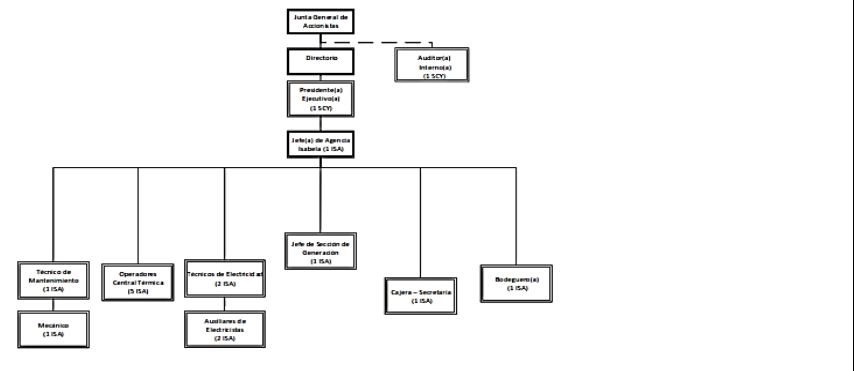 Junta General de
Accionistas
Directorio
Auditor(a)
Interno(a)
(1 SCY)
Presidente(a)
Ejecutivo(a)
(1 SCY)
Jefe(a) de Agencia
Isabela (1 ISA)
Jefe de Sección de
Generación
(1 ISA)
Técnico de
Mantenimiento
(1 ISA)
Operadores
Central Térmica
(5 ISA)
Técnicos de Electricidad
(2 ISA)
Cajera – Secretaria
(1 ISA)
Bodeguero(a)
(1 ISA)
Mecánico
(1 ISA)
Auxiliares de
Electricistas
(2 ISA)